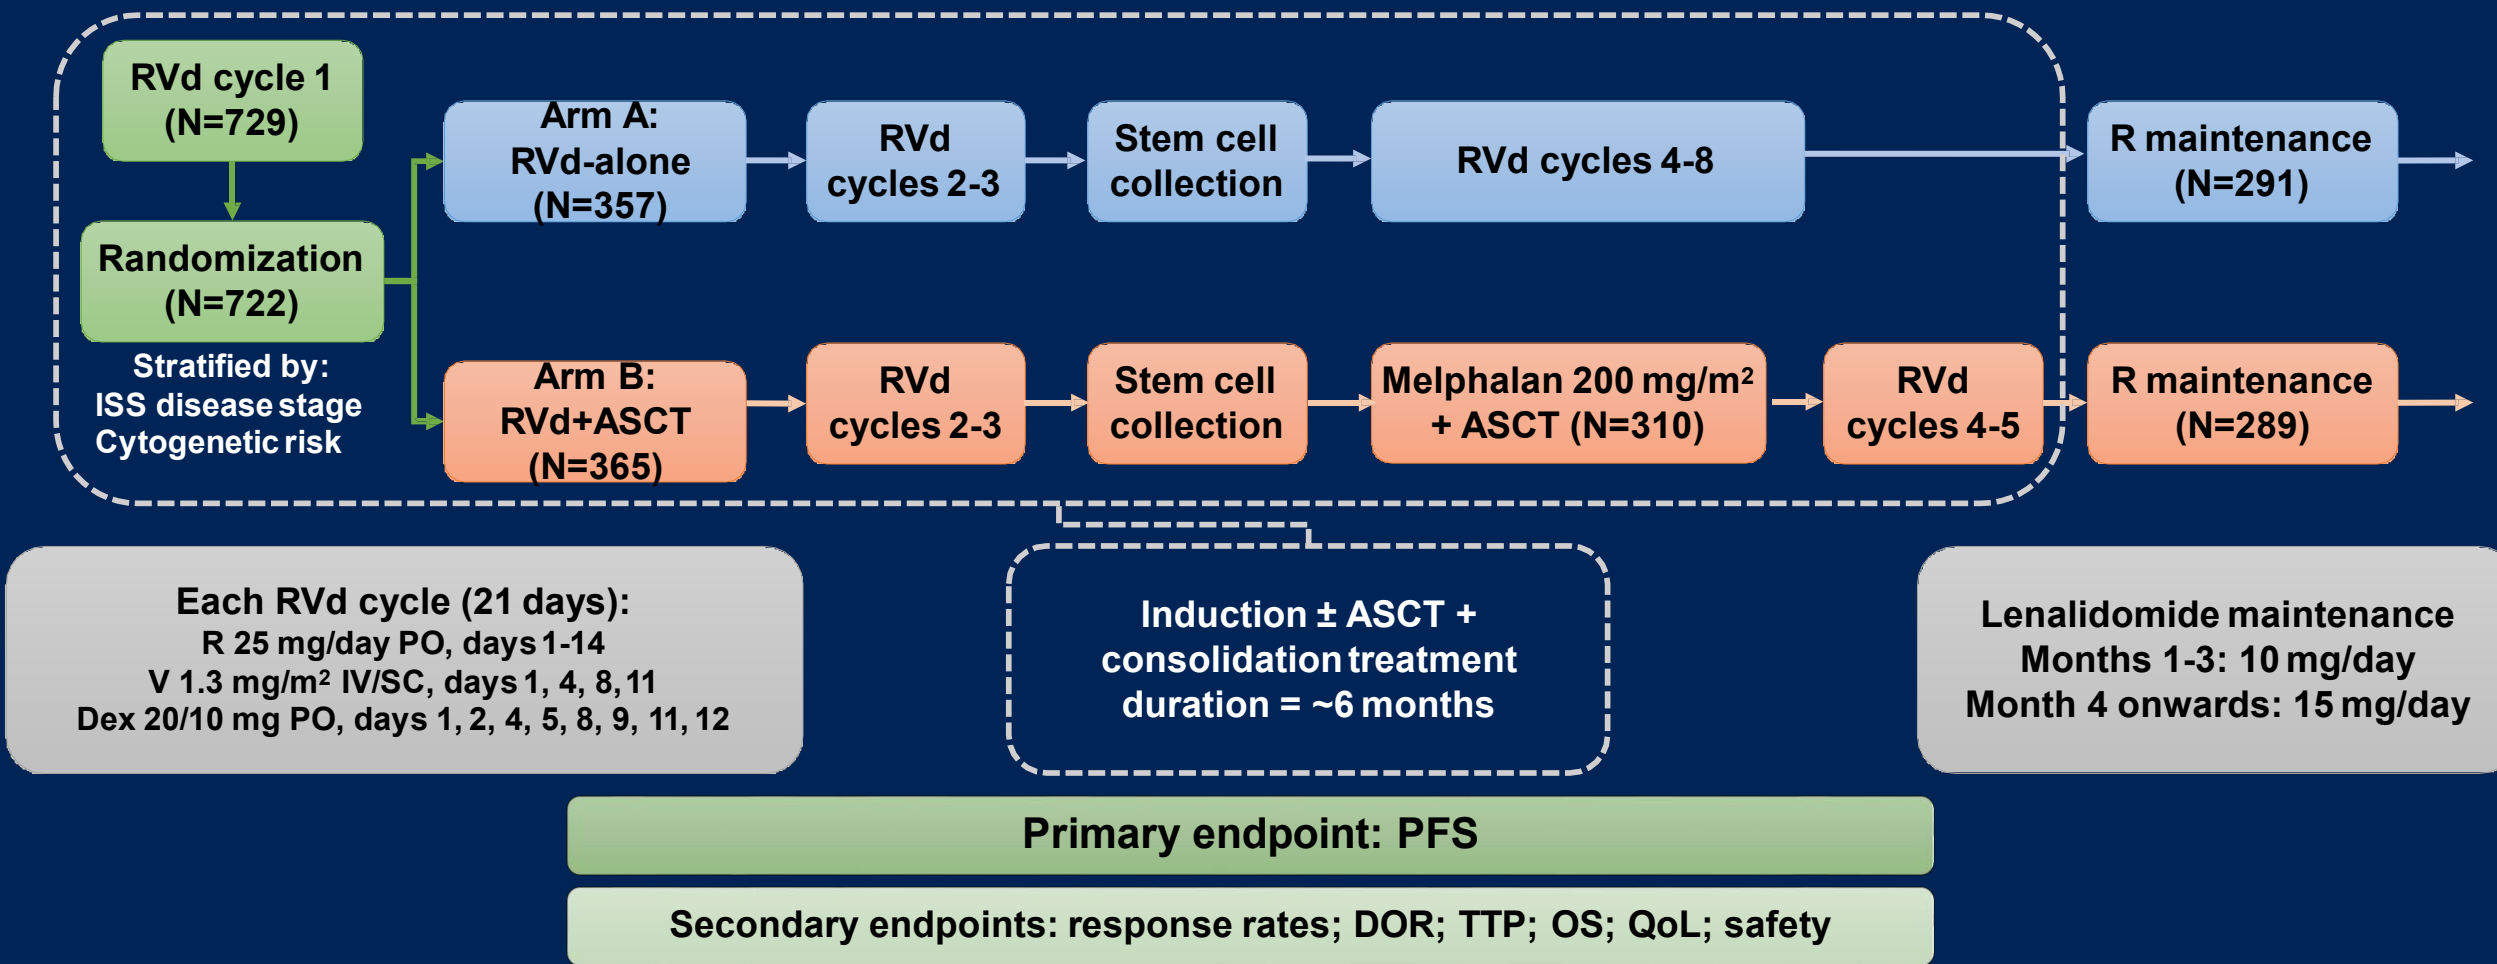 RVd cycle 1
(N=729)
Randomization
(N=722)
Stratified by:
ISS disease stage
Cytogenetic risk
Arm A:
RVd-alone
(N=357)
RVd
cycles 2-3
Stem cell
collection
RVd cycles 4-8
R maintenance
(N=291)
Arm B:
RVd+ASCT
(N=365)
RVd
cycles 2-3
Stem cell
collection
Melphalan 200 mg/m²
+ ASCT (N=310)
RVd
cycles 4-5
R maintenance
(N=289)
Each RVd cycle (21 days):
R 25 mg/day PO, days 1-14
V 1.3 mg/m² IV/SC, days 1, 4, 8, 11
Dex 20/10 mg PO, days 1, 2, 4, 5, 8, 9, 11, 12
Induction ± ASCT +
consolidation treatment
duration = ~6 months
Lenalidomide maintenance
Months 1-3: 10 mg/day
Month 4 onwards: 15 mg/day
Primary endpoint: PFS
Secondary endpoints: response rates; DOR; TTP; OS; QoL; safety